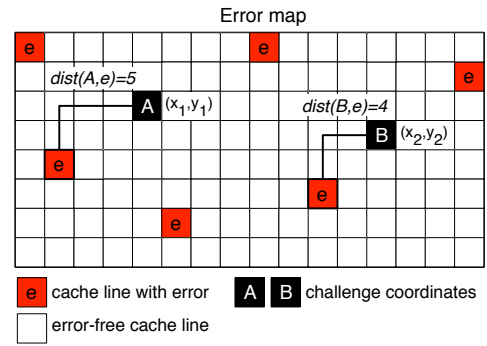 Error map
e
e
e
dist(A,e)=5
A (x1,y1)
dist(B,e)=4
B (x2,y2)
e
e
e
e cache line with error
A B challenge coordinates
error-free cache line